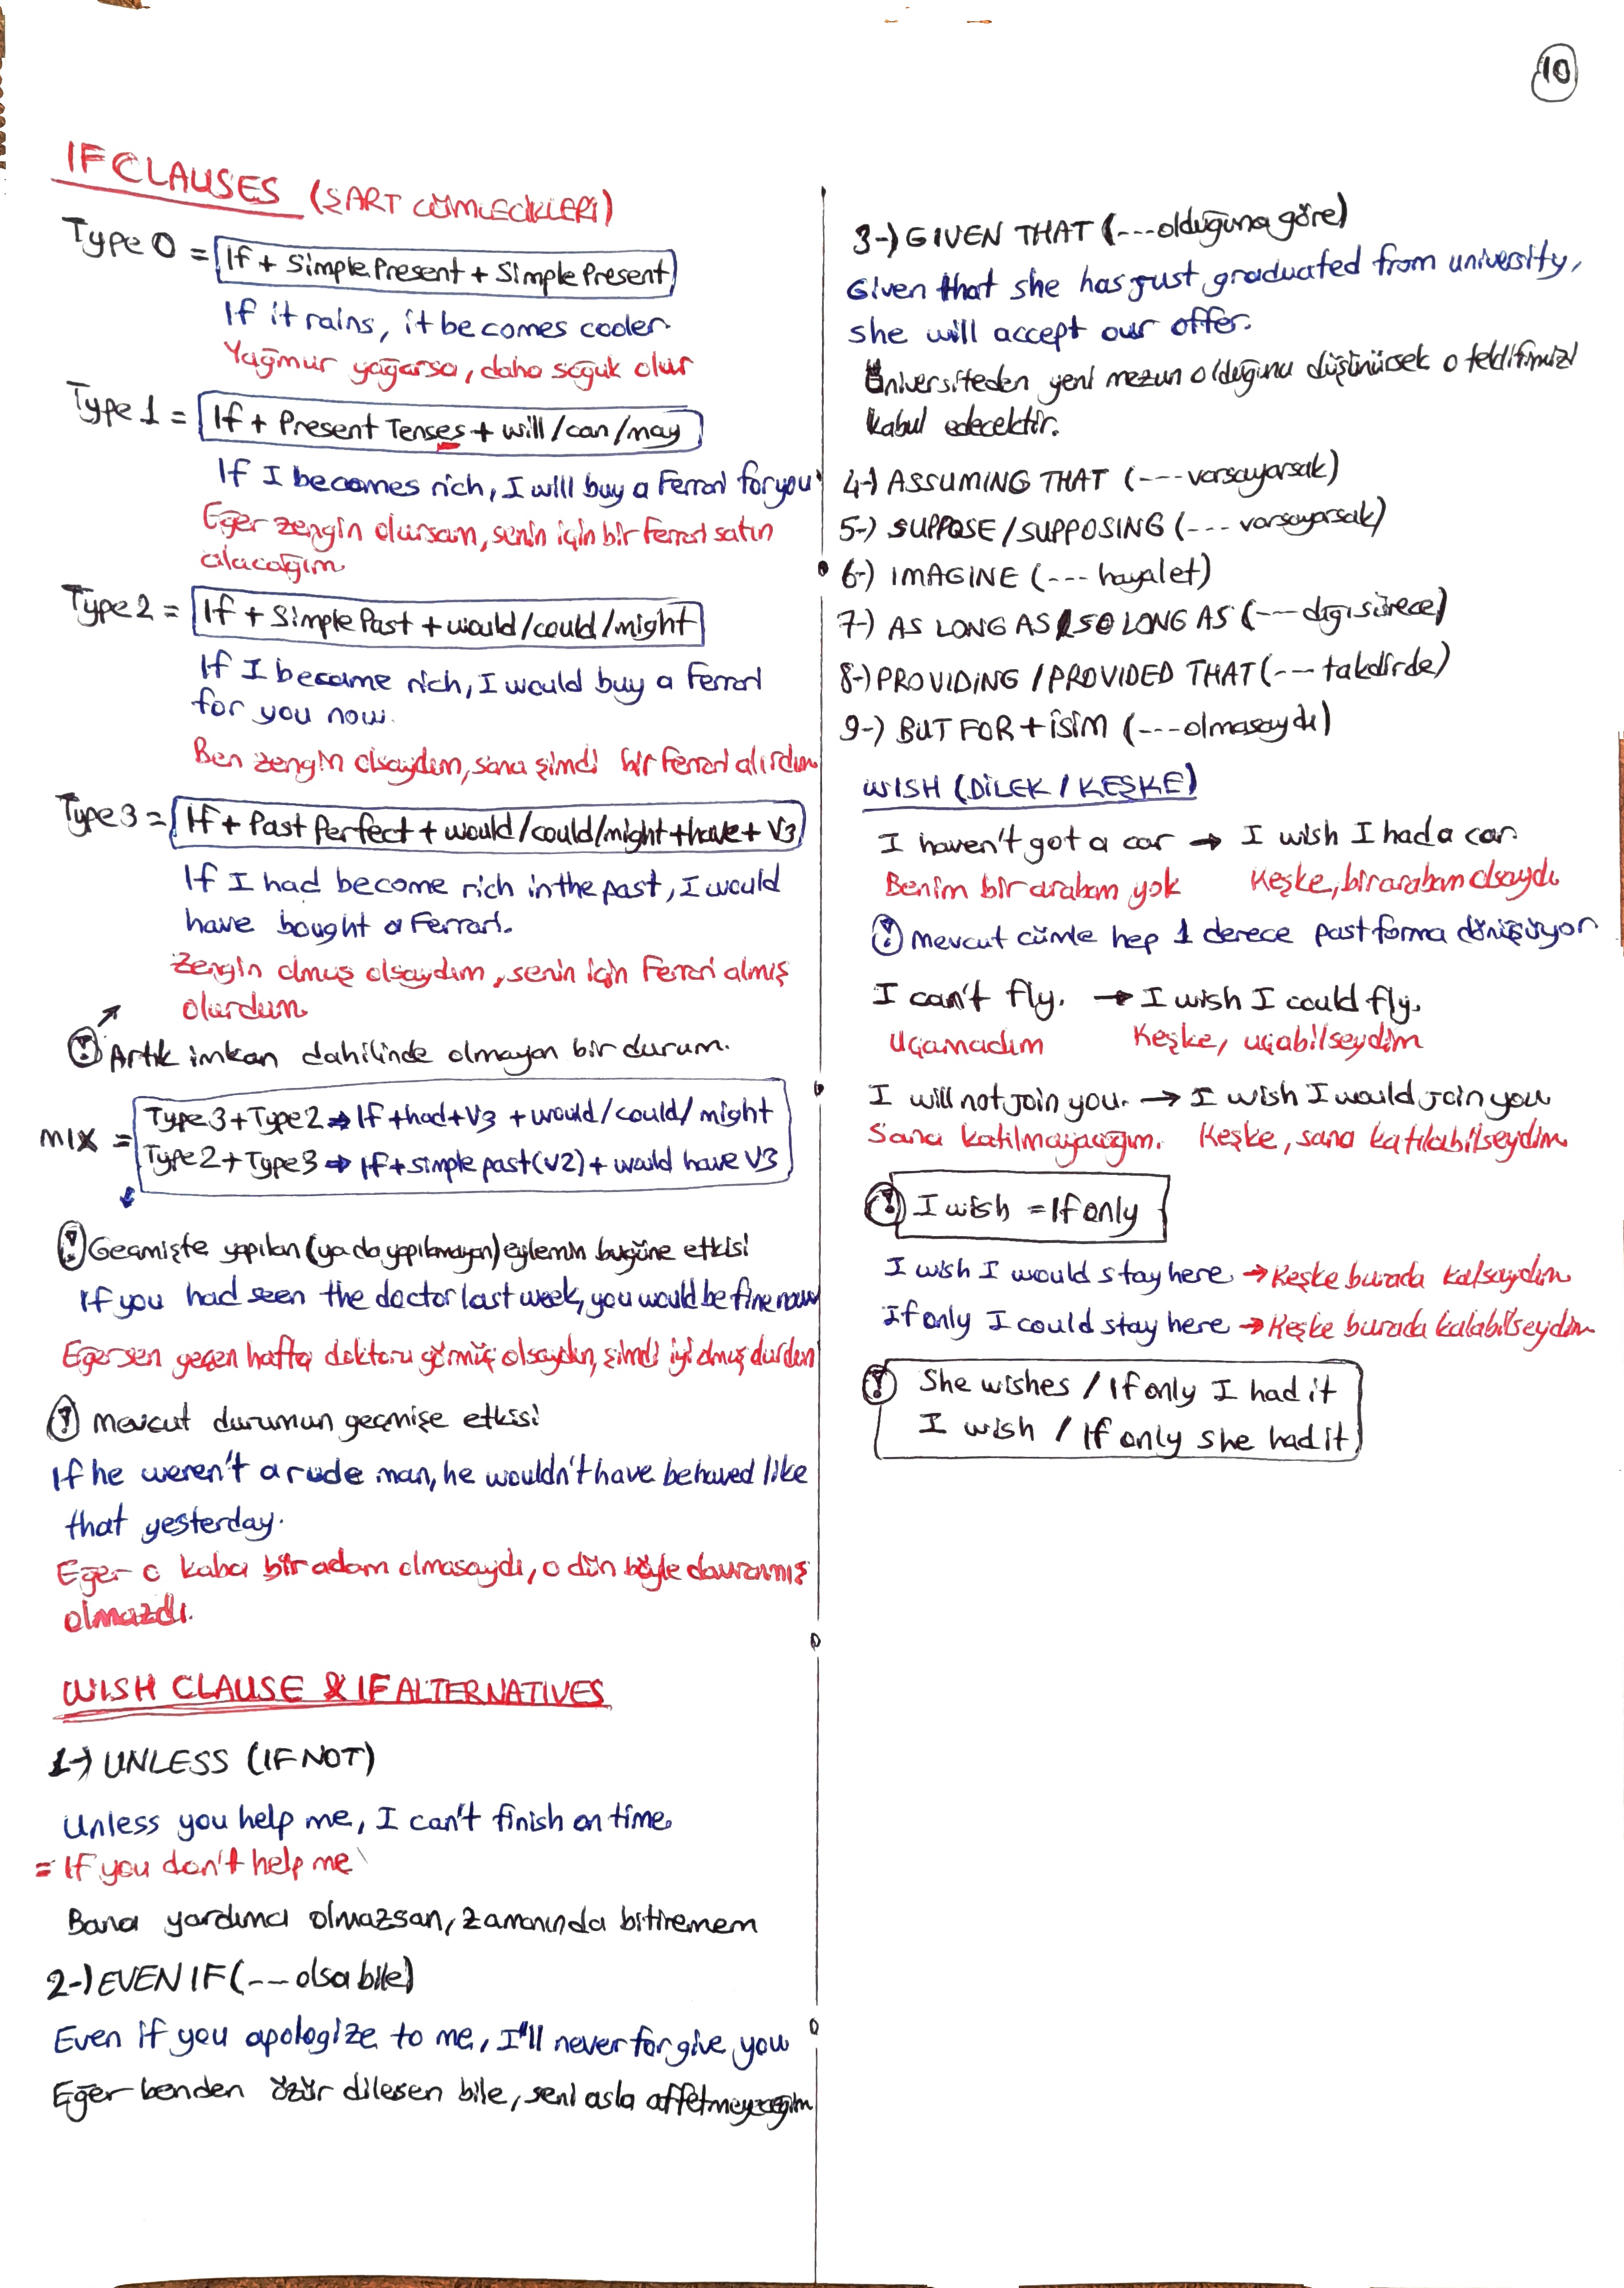 10
IF CLAUSES (ŞART CÜMLECİKLERİ)
Type 0 = If + Simple Present + Simple Present
If it rains, it becomes cooler.
Yağmur yağarsa, daha soğuk olur
Type 1 = If + Present Tenses + will/can/may
If I becomes rich, I will buy a Ferrari for you
Eğer zengin olursam, senin için bir ferrari satın
alacağım
Type 2 = If + Simple Past + would/could/might
If I became rich, I would buy a Ferrari
for you now.
Ben zengin olsaydım, sana şimdi bir Ferrari alırdım
Type 3 = If + Past Perfect + would/could/might + have + V3
If I had become rich in the past, I would
have bought a Ferrari.
Zengin olmuş olsaydım, senin için Ferrari almış
olurdum
! Artık imkan dahilinde olmayan bir durum.
MIX = Type 3 + Type 2 ⇒ If + had + V3 + would/could/might
Type 2 + Type 3 ⇒ If + simple past (V2) + would have V3
! Geçmişte yapılan (ya da yapılmayan) eylemin bugüne etkisi
If you had seen the doctor last week, you would be fine now
Eğer sen geçen hafta doktoru görmüş olsaydın, şimdi iyi olmuş
! Mevcut durumun geçmişe etkisi
If he weren't a rude man, he wouldn't have behaved like
that yesterday.
Eğer o kaba bir adam olmasaydı, o dün böyle davranmış
olmazdı.
WISH CLAUSE & IF ALTERNATIVES
1-) UNLESS (IF NOT)
Unless you help me, I can't finish on time.
= If you don't help me
Bana yardımcı olmazsan, zamanında bitiremem
2-) EVEN IF (--- olsa bile)
Even if you apologize to me, I'll never forgive you
Eğer benden özür dilesen bile, seni asla affetmeyeceğim
3-) GIVEN THAT (--- olduğuna göre)
Given that she has just graduated from university,
she will accept our offer.
Üniversiteden yeni mezun olduğunu düşünürsek o teklifimizi
kabul edecektir.
4-) ASSUMING THAT (--- varsayarsak)
5-) SUPPOSE / SUPPOSING (--- varsayarsak)
6-) IMAGINE (--- hayal et)
7-) AS LONG AS / SO LONG AS (--- dığı sürece)
8-) PROVIDING / PROVIDED THAT (--- takdirde)
9-) BUT FOR + İSİM (--- olmasaydı)
WISH (DİLEK / KEŞKE)
I haven't got a car → I wish I had a car.
Benim bir arabam yok Keşke, bir arabam olsaydı
! Mevcut cümle hep 1 derece past forma dönüşüyor
I can't fly. → I wish I could fly.
Uçamadım Keşke, uçabilseydim
I will not join you. → I wish I would join you
Sana katılmayacağım. Keşke, sana katılabilseydim
! I wish = If only
I wish I would stay here → Keşke burada kalsaydım
If only I could stay here → Keşke burada kalabilseydim
! She wishes / If only I had it
I wish / If only she had it